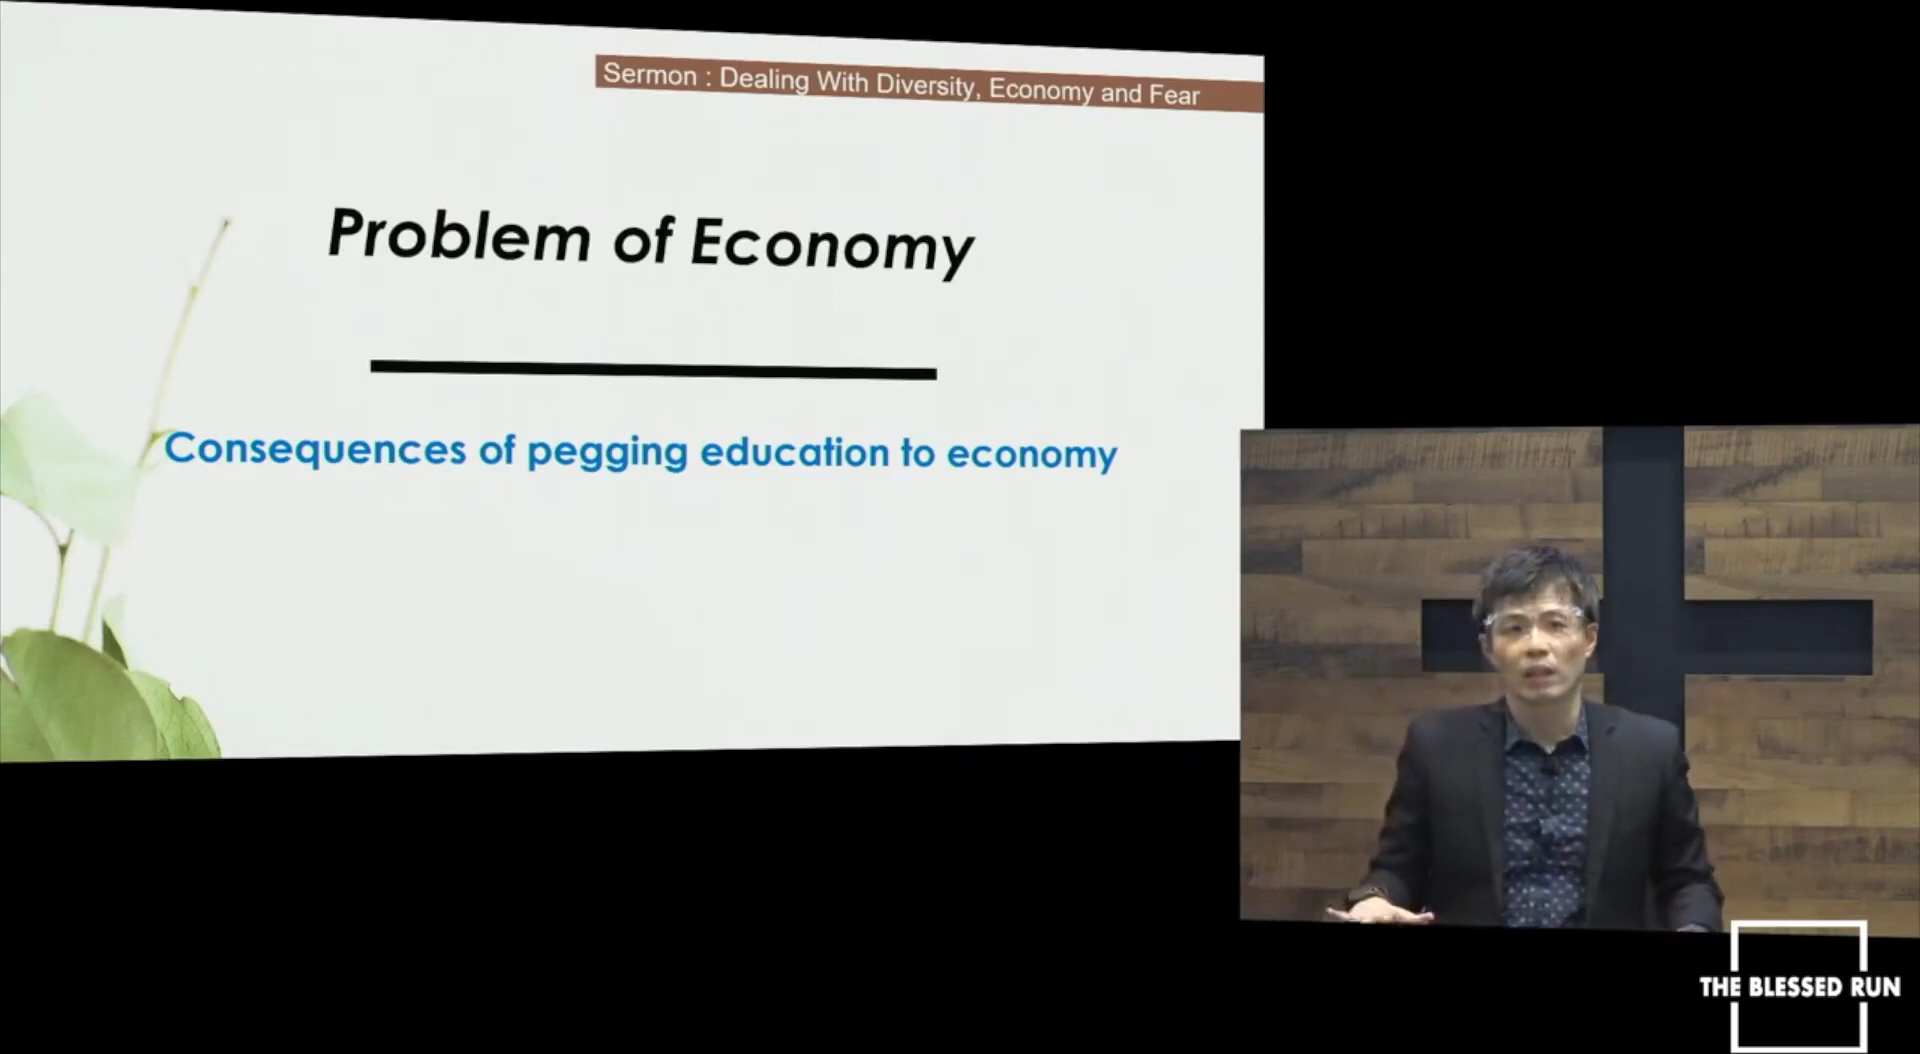 Sermon : Dealing With Diversity, Economy and Fear
Problem of Economy
Consequences of pegging education to economy
THE BLESSED RUN